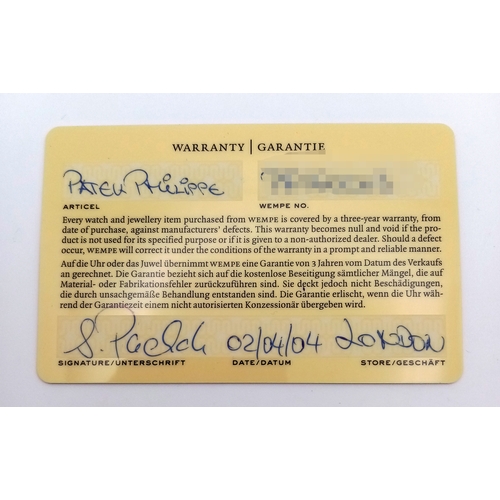 WARRANTY | GARANTIE
PATEK PHILIPPE
ARTICEL WEMPE NO.
Every watch and jewellery item purchased from WEMPE is covered by a three-year warranty, from
date of purchase, against manufacturers' defects. This warranty becomes null and void if the pro-
duct is not used for its specified purpose or if it is given to a non-authorized dealer. Should a defect
occur, WEMPE will correct it under the conditions of the warranty in a prompt and reliable manner.
Auf die Uhr oder das Juwel übernimmt WEMPE eine Garantie von 3 Jahren vom Datum des Verkaufs
an gerechnet. Die Garantie bezieht sich auf die kostenlose Beseitigung sämtlicher Mängel, die auf
Material- oder Fabrikationsfehler zurückzuführen sind. Sie deckt jedoch nicht Beschädigungen,
die durch unsachgemäße Behandlung entstanden sind. Die Garantie erlischt, wenn die Uhr wäh-
rend der Garantiezeit einem nicht autorisierten Konzessionär übergeben wird.
S. 02/04/04 LONDON
SIGNATURE/UNTERSCHRIFT DATE/DATUM STORE/GESCHÄFT